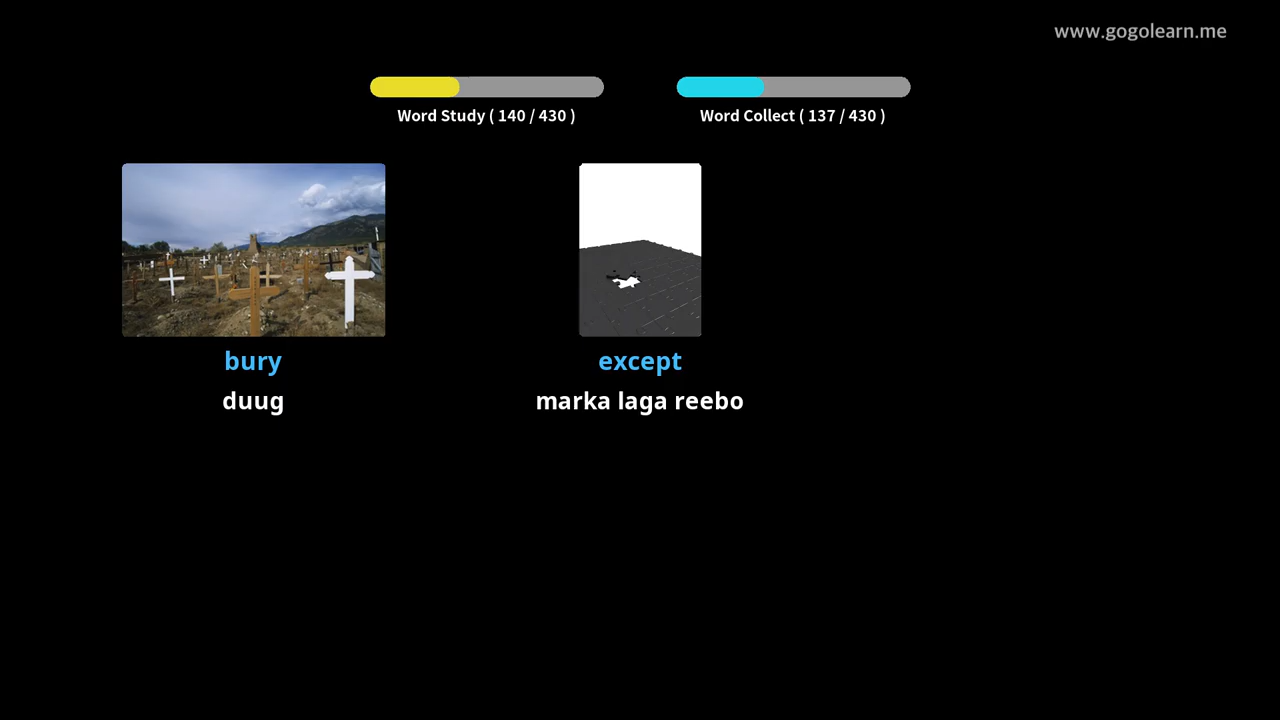 www.gogolearn.me
Word Study ( 140 / 430 )
Word Collect ( 137 / 430 )
bury
duug
except
marka laga reebo